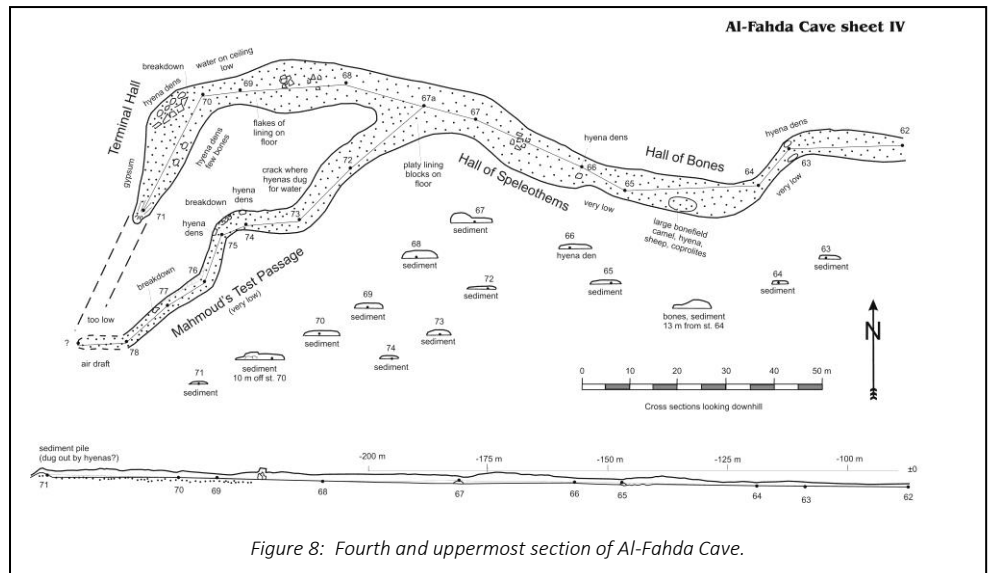 Al-Fahda Cave sheet IV
breakdown
water on ceiling
low
hyena dens
Terminal Hall
70
69
68
67a
67
flakes of
lining on
floor
hyena dens
few bones
gypsum
?
71
crack where
hyenas dug
for water
72
platy lining
blocks on
floor
Hall of Speleothems
hyena dens
66
very low
65
Hall of Bones
64
hyena dens
63
62
very low
large bonefield
camel, hyena,
sheep, coprolites
hyena
dens
breakdown
hyena
dens
73
74
75
76
77
breakdown
Mahmoud's Test Passage
(very low)
too low
?
78
air draft
67
sediment
68
sediment
66
hyena den
63
sediment
65
sediment
64
sediment
72
sediment
69
sediment
bones, sediment
13 m from st. 64
70
sediment
73
sediment
74
sediment
71
sediment
sediment
10 m off st. 70
N
0 10 20 30 40 50 m
Cross sections looking downhill
sediment pile
(dug out by hyenas?)
-200 m
-175 m
-150 m
-125 m
-100 m
±0
71
70
69
68
67
66
65
64
63
62
Figure 8: Fourth and uppermost section of Al-Fahda Cave.